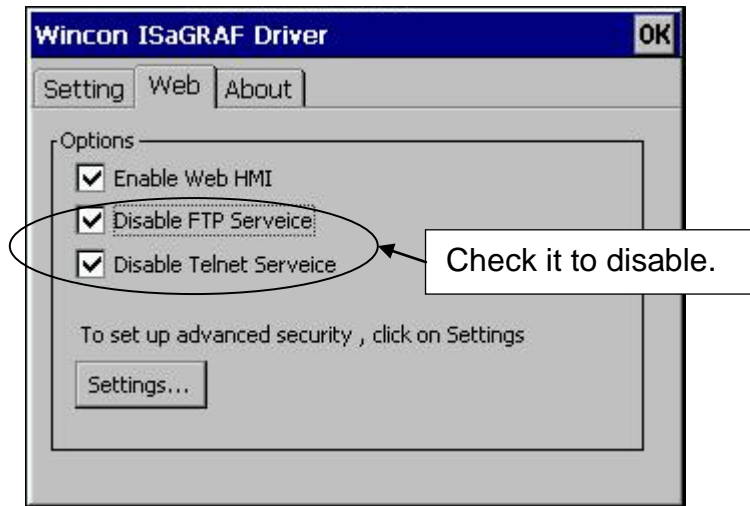 Wincon ISaGRAF Driver OK
Setting Web About
Options
Enable Web HMI
Disable FTP Serveice
Disable Telnet Serveice
Check it to disable.
To set up advanced security , click on Settings
Settings...